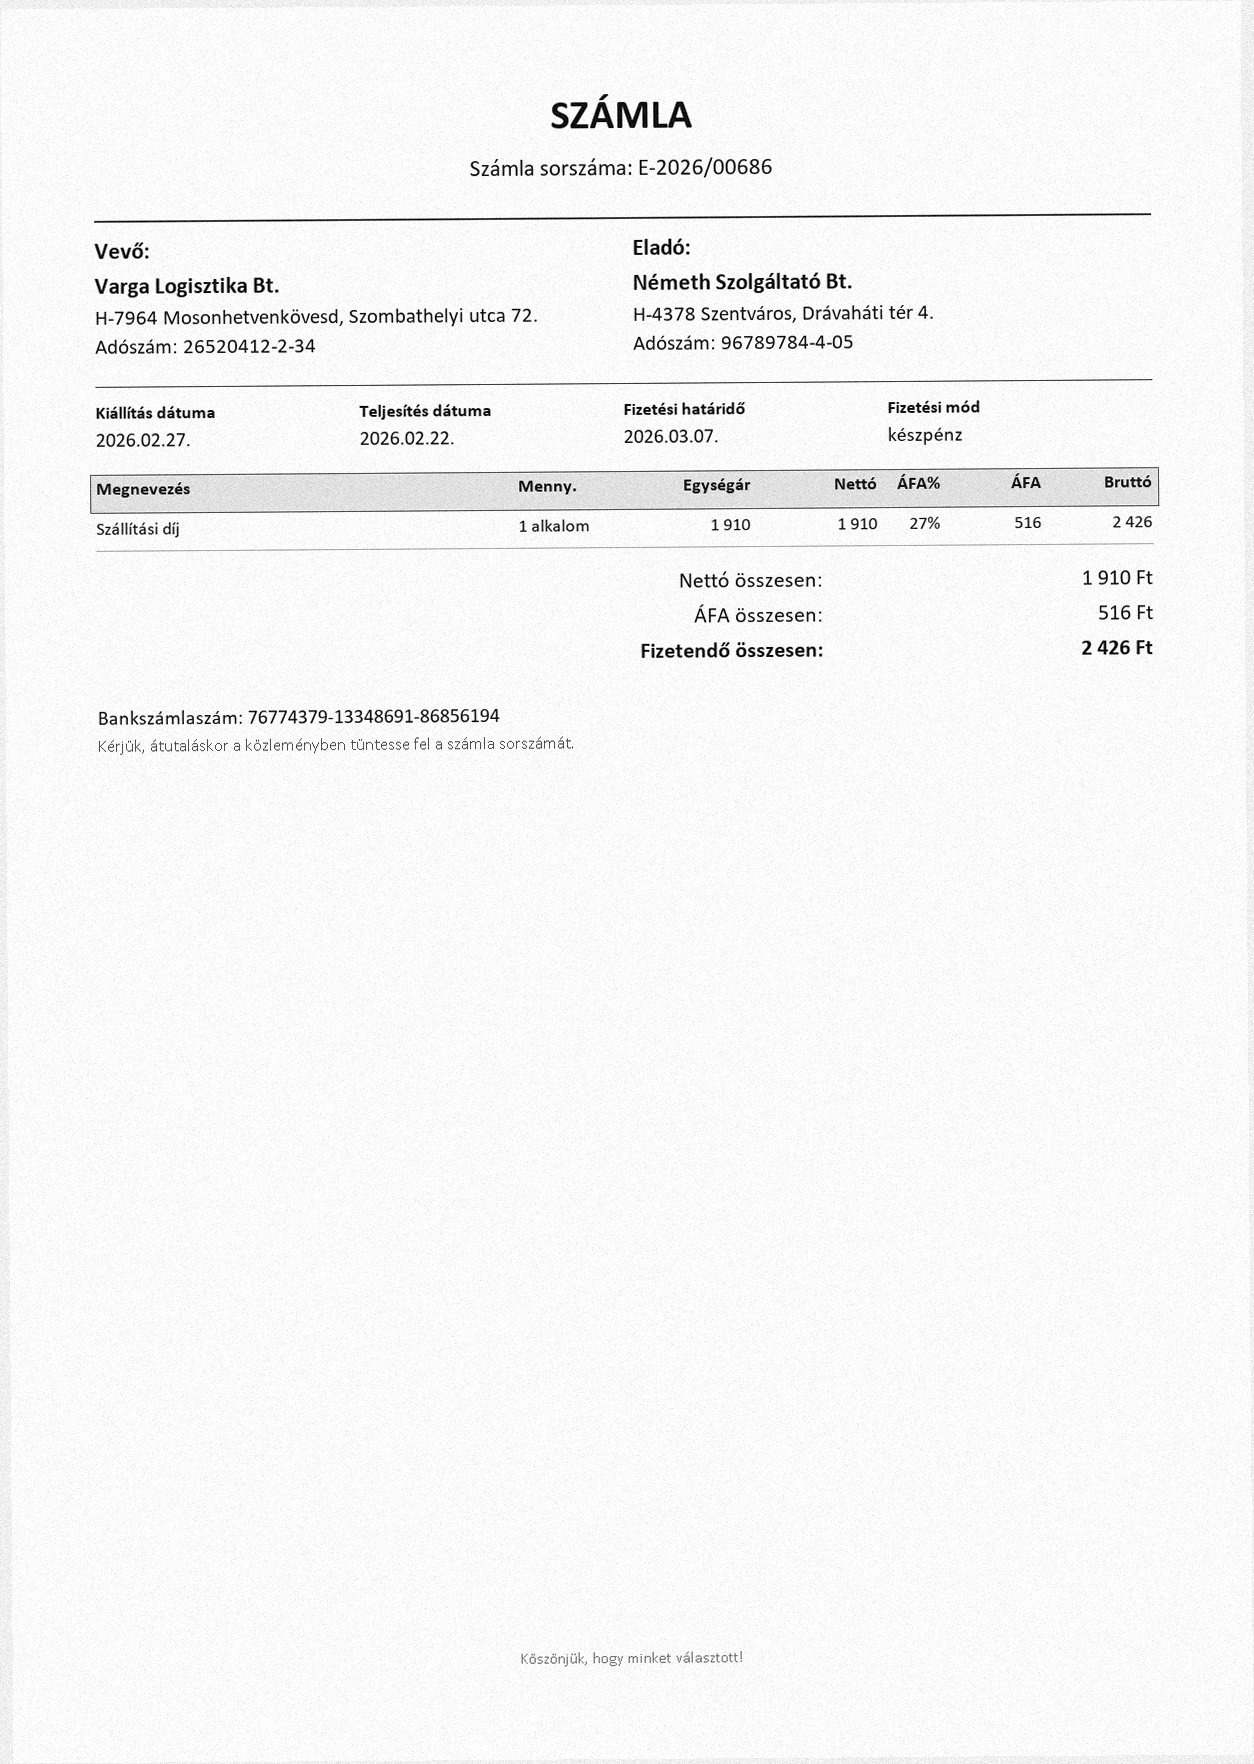 SZÁMLA
Számla sorszáma: E-2026/00686
Vevő:
Varga Logisztika Bt.
H-7964 Mosonhetvenkövesd, Szombathelyi utca 72.
Adószám: 26520412-2-34
Eladó:
Németh Szolgáltató Bt.
H-4378 Szentváros, Drávaháti tér 4.
Adószám: 96789784-4-05
Kiállítás dátuma Teljesítés dátuma Fizetési határidő Fizetési mód
2026.02.27. 2026.02.22. 2026.03.07. készpénz
Megnevezés Menny. Egységár Nettó ÁFA% ÁFA Bruttó
Szállítási díj 1 alkalom 1 910 1 910 27% 516 2 426
Nettó összesen: 1 910 Ft
ÁFA összesen: 516 Ft
Fizetendő összesen: 2 426 Ft
Bankszámlaszám: 76774379-13348691-86856194
Kérjük, átutaláskor a közleményben tüntesse fel a számla sorszámát.
Köszönjük, hogy minket választott!